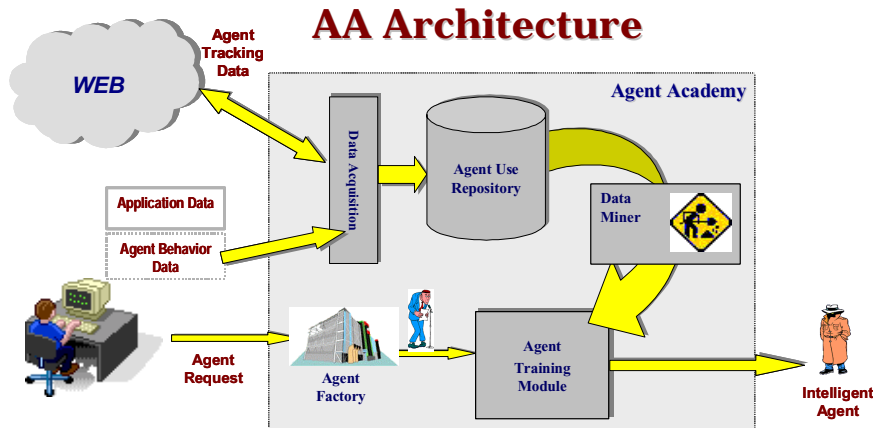 AA Architecture
Agent
Tracking
Data
WEB
Agent Academy
Data Acquisition
Agent Use
Repository
Data
Miner
Application Data
Agent Behavior
Data
Agent
Request
Agent
Factory
Agent
Training
Module
Intelligent
Agent